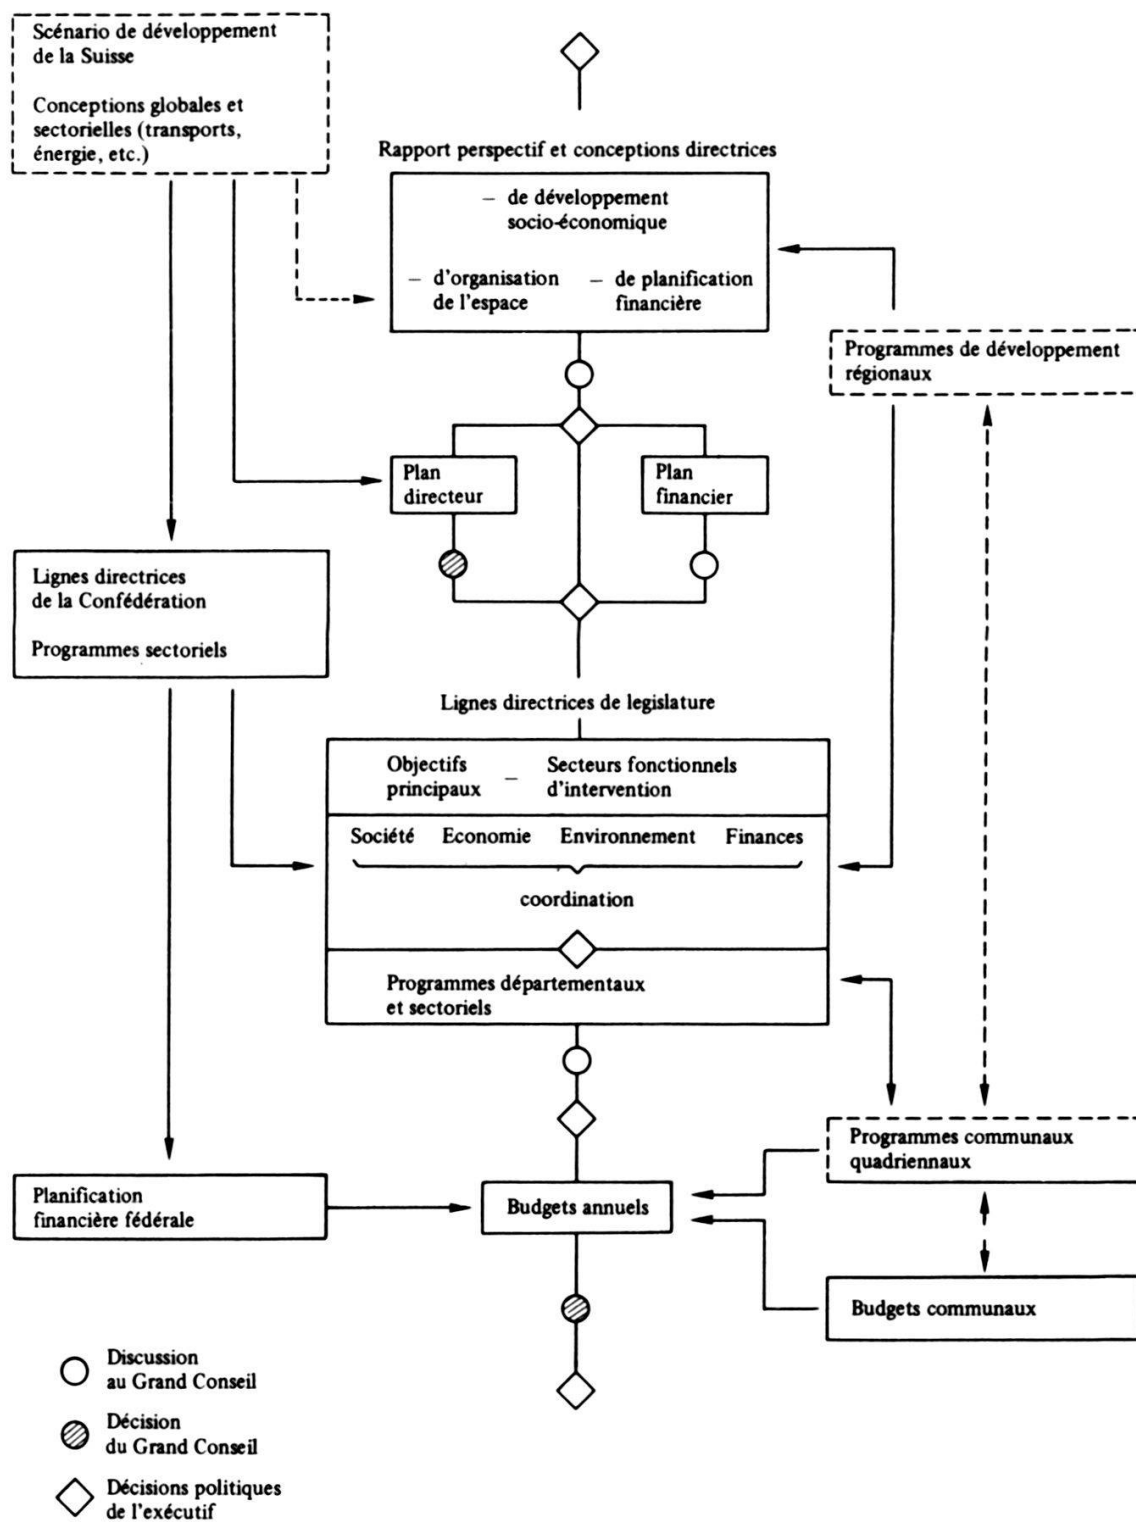 Scénario de développement
de la Suisse
Conceptions globales et
sectorielles (transports,
énergie, etc.)
Rapport perspectif et conceptions directrices
– de développement
socio-économique
– d'organisation
de l'espace
– de planification
financière
Programmes de développement
régionaux
Plan
directeur
Plan
financier
Lignes directrices
de la Confédération
Programmes sectoriels
Lignes directrices de législature
Objectifs
principaux
–
Secteurs fonctionnels
d'intervention
Société Economie Environnement Finances
coordination
Programmes départementaux
et sectoriels
Programmes communaux
quadriennaux
Planification
financière fédérale
Budgets annuels
Budgets communaux
Discussion
au Grand Conseil
Décision
du Grand Conseil
Décisions politiques
de l'exécutif